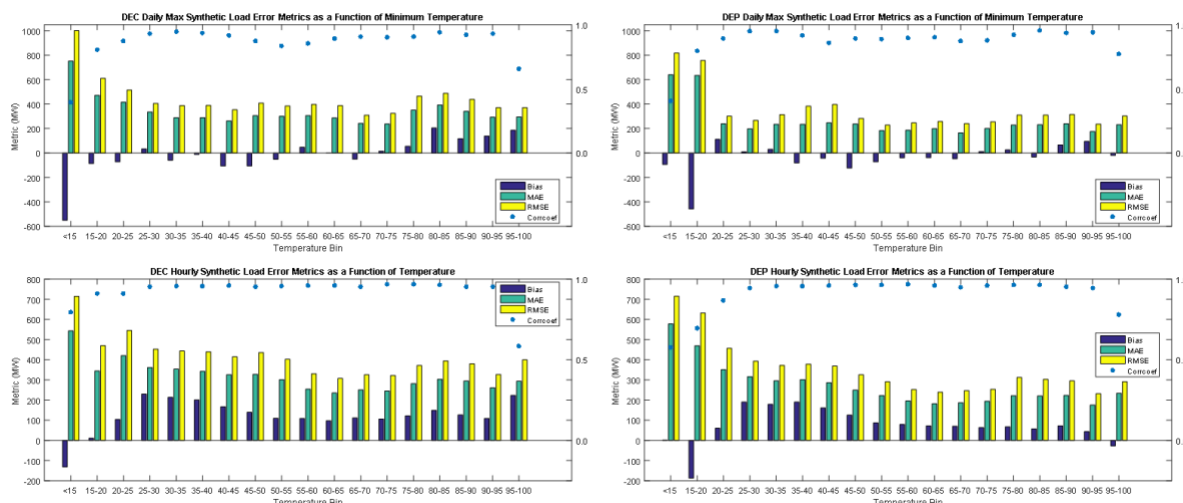 DEC Daily Max Synthetic Load Error Metrics as a Function of Minimum Temperature
1000
800
600
400
200
0
-200
-400
-600
Metric (MW)
1.0
0.5
0.0
Bias
MAE
RMSE
Corrcoef
<15 15-20 20-25 25-30 30-35 35-40 40-45 45-50 50-55 55-60 60-65 65-70 70-75 75-80 80-85 85-90 90-95 95-100
Temperature Bin
DEP Daily Max Synthetic Load Error Metrics as a Function of Minimum Temperature
1000
800
600
400
200
0
-200
-400
-600
Metric (MW)
1.
0.
0.
Bias
MAE
RMSE
Corrcoef
<15 15-20 20-25 25-30 30-35 35-40 40-45 45-50 50-55 55-60 60-65 65-70 70-75 75-80 80-85 85-90 90-95 95-100
Temperature Bin
DEC Hourly Synthetic Load Error Metrics as a Function of Temperature
800
700
600
500
400
300
200
100
0
-100
-200
Metric (MW)
1.0
0.5
0.0
Bias
MAE
RMSE
Corrcoef
<15 15-20 20-25 25-30 30-35 35-40 40-45 45-50 50-55 55-60 60-65 65-70 70-75 75-80 80-85 85-90 90-95 95-100
Temperature Bin
DEP Hourly Synthetic Load Error Metrics as a Function of Temperature
800
700
600
500
400
300
200
100
0
-100
-200
Metric (MW)
1.
0.
0.
Bias
MAE
RMSE
Corrcoef
<15 15-20 20-25 25-30 30-35 35-40 40-45 45-50 50-55 55-60 60-65 65-70 70-75 75-80 80-85 85-90 90-95 95-100
Temperature Bin